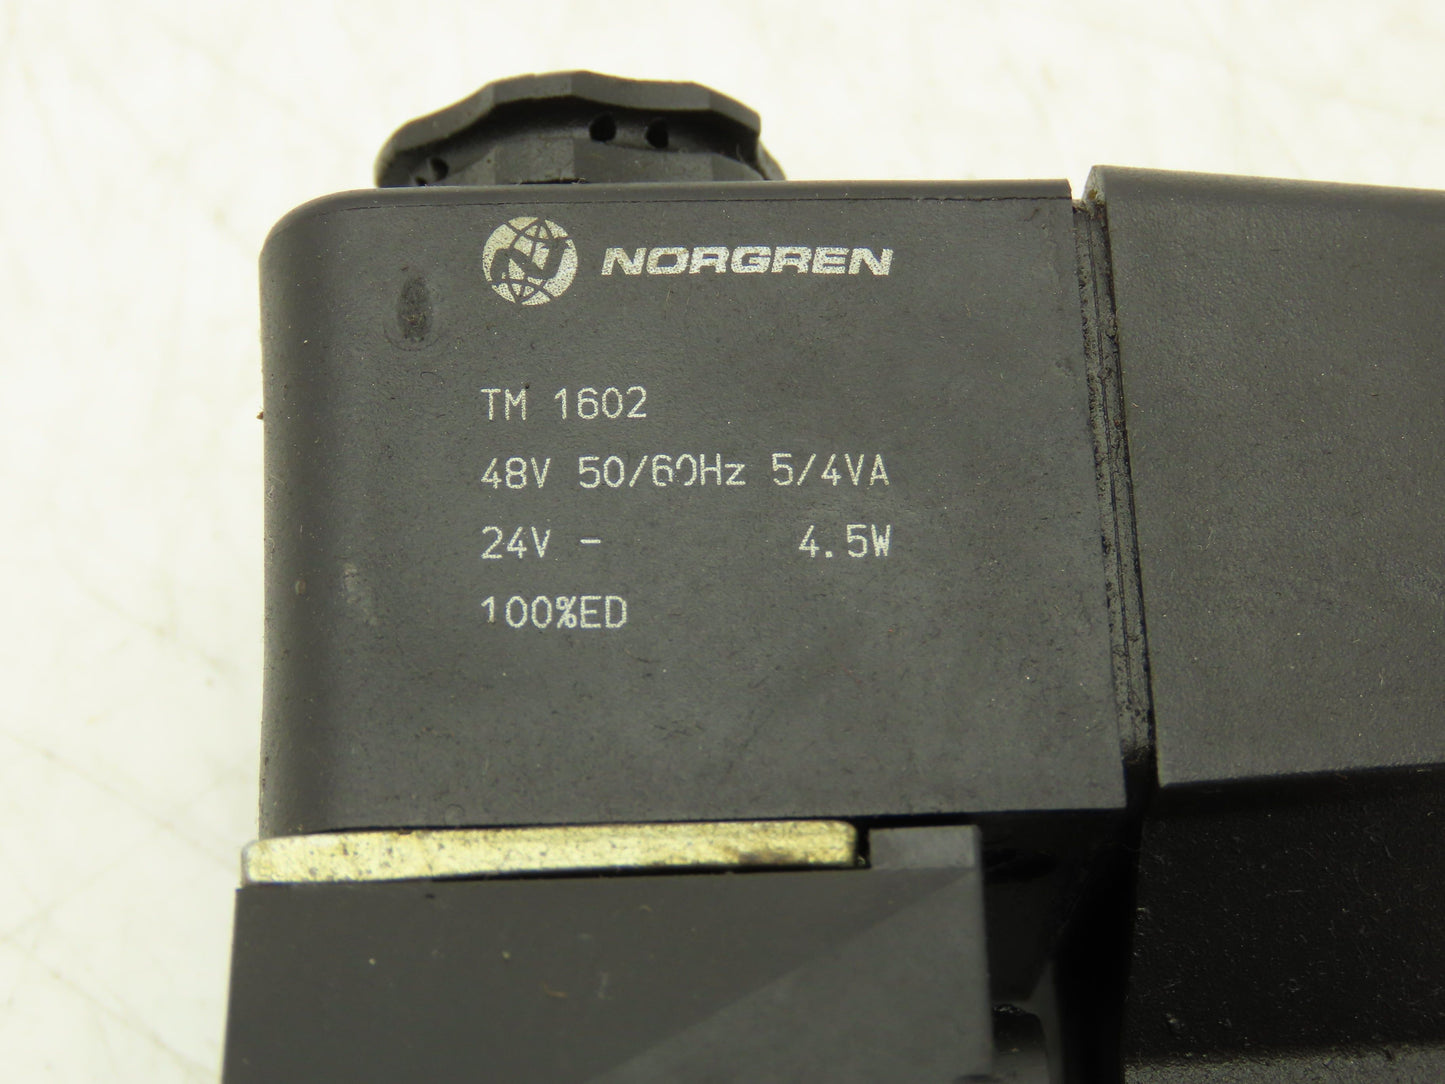 NORGREN
TM 1602
48V 50/60Hz 5/4VA
24V - 4.5W
100%ED